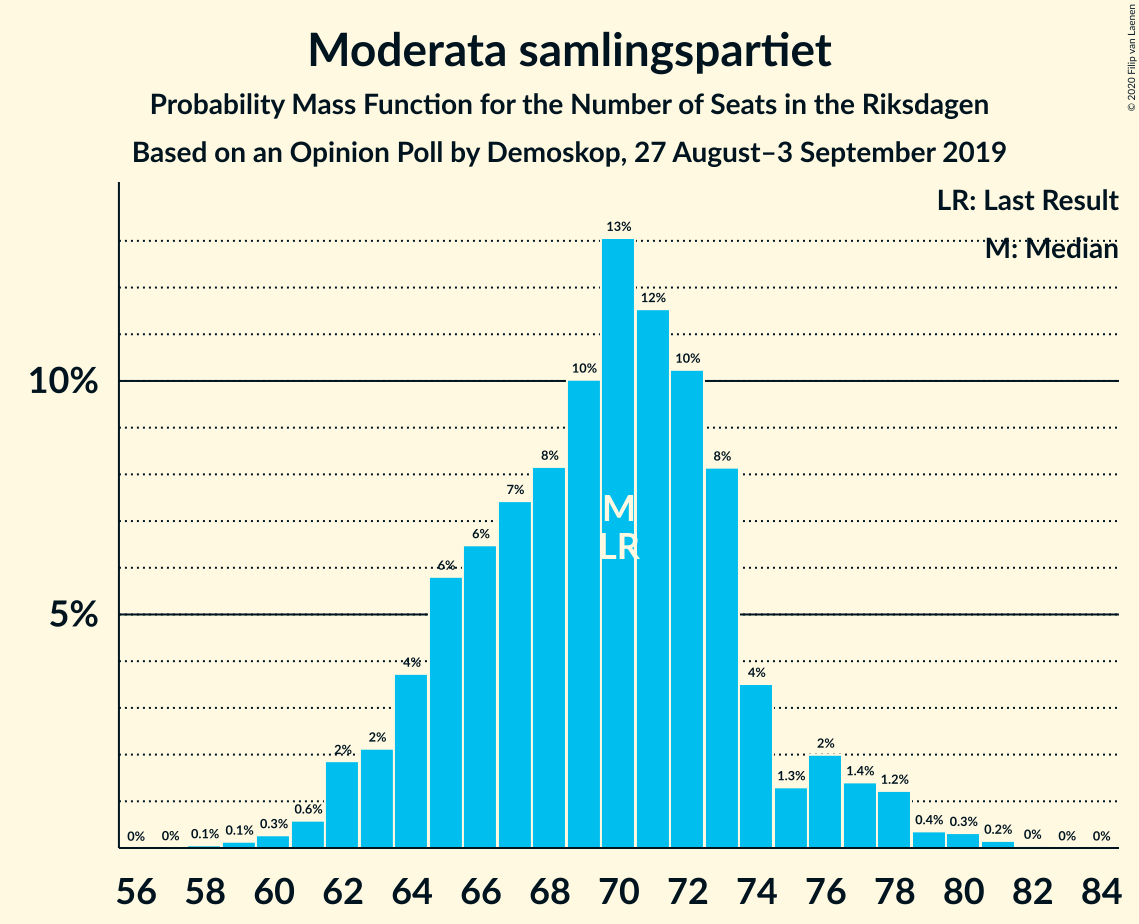 Moderata samlingspartiet
Probability Mass Function for the Number of Seats in the Riksdagen
Based on an Opinion Poll by Demoskop, 27 August–3 September 2019
© 2020 Filip van Laenen
LR: Last Result
M: Median
10%
5%
0% 0% 0.1% 0.1% 0.3% 0.6% 2% 2% 4% 6% 6% 7% 8% 10% 13% 12% 10% 8% 4% 1.3% 2% 1.4% 1.2% 0.4% 0.3% 0.2% 0% 0% 0%
M
LR
56 58 60 62 64 66 68 70 72 74 76 78 80 82 84